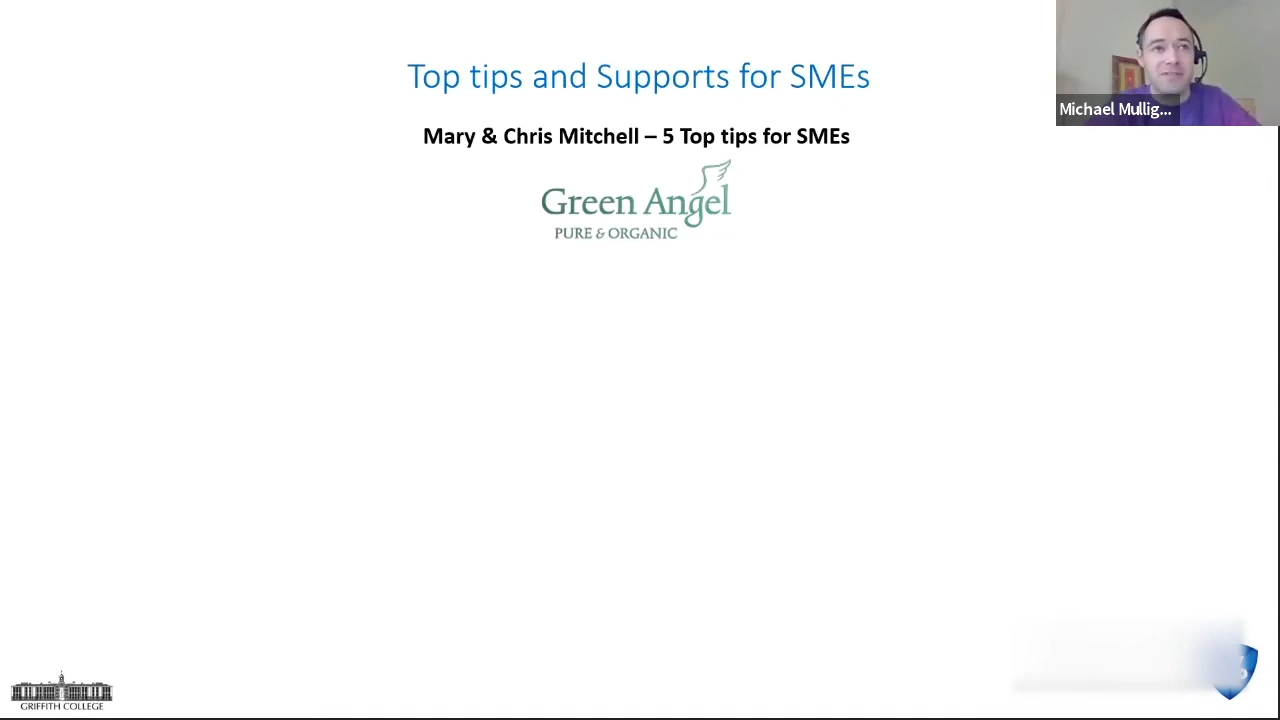 Top tips and Supports for SMEs
Michael Mullig...
Mary & Chris Mitchell – 5 Top tips for SMEs
Green Angel
PURE & ORGANIC
GRIFFITH COLLEGE